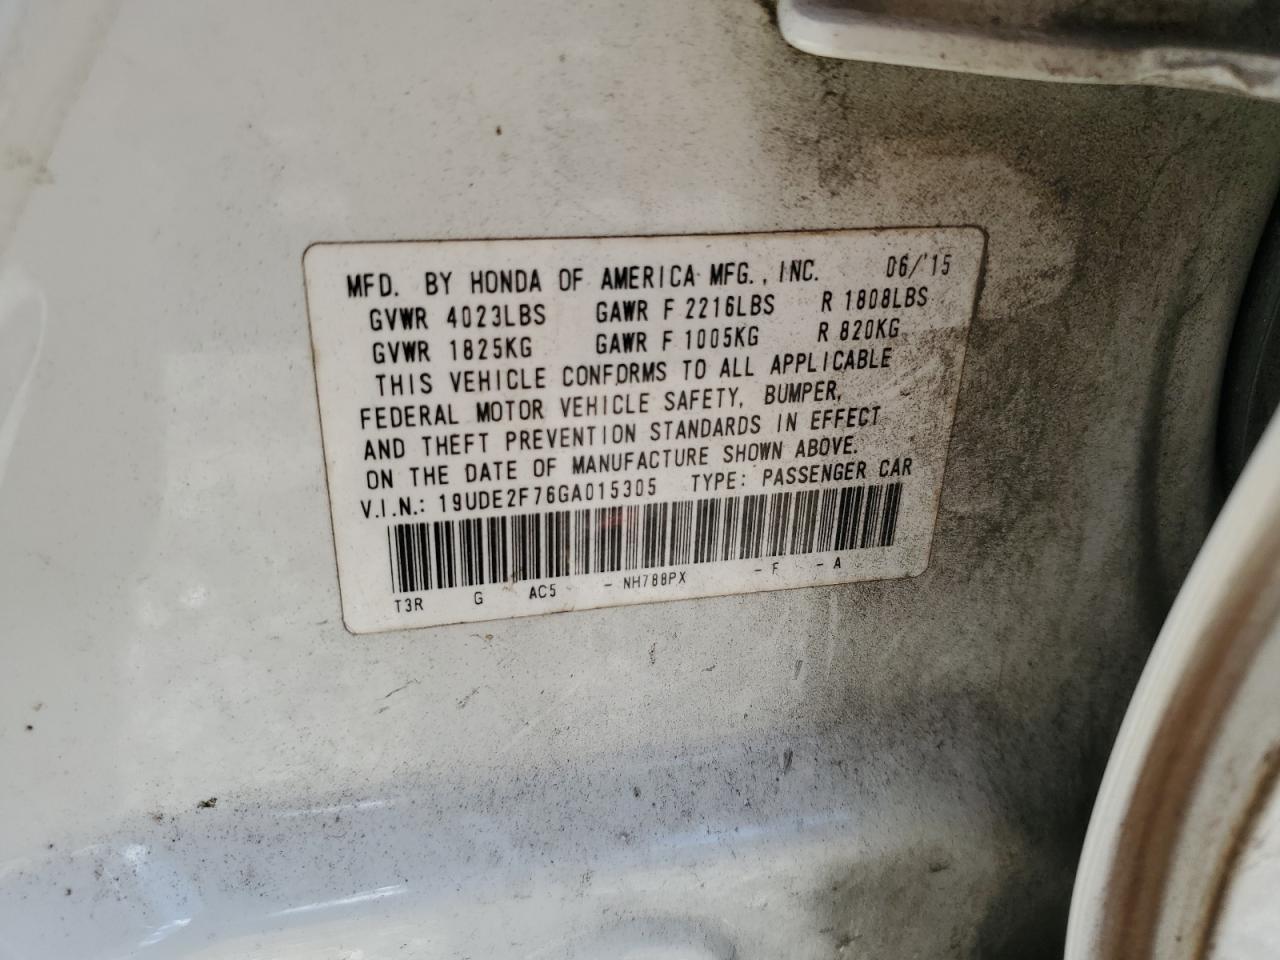 MFD. BY HONDA OF AMERICA MFG., INC. 06/'15
GVWR 4023LBS GAWR F 2216LBS R 1808LBS
GVWR 1825KG GAWR F 1005KG R 820KG
THIS VEHICLE CONFORMS TO ALL APPLICABLE
FEDERAL MOTOR VEHICLE SAFETY, BUMPER,
AND THEFT PREVENTION STANDARDS IN EFFECT
ON THE DATE OF MANUFACTURE SHOWN ABOVE.
V.I.N.: 19UDE2F76GA015305 TYPE: PASSENGER CAR
T3R G AC5 - NH788PX - F - A